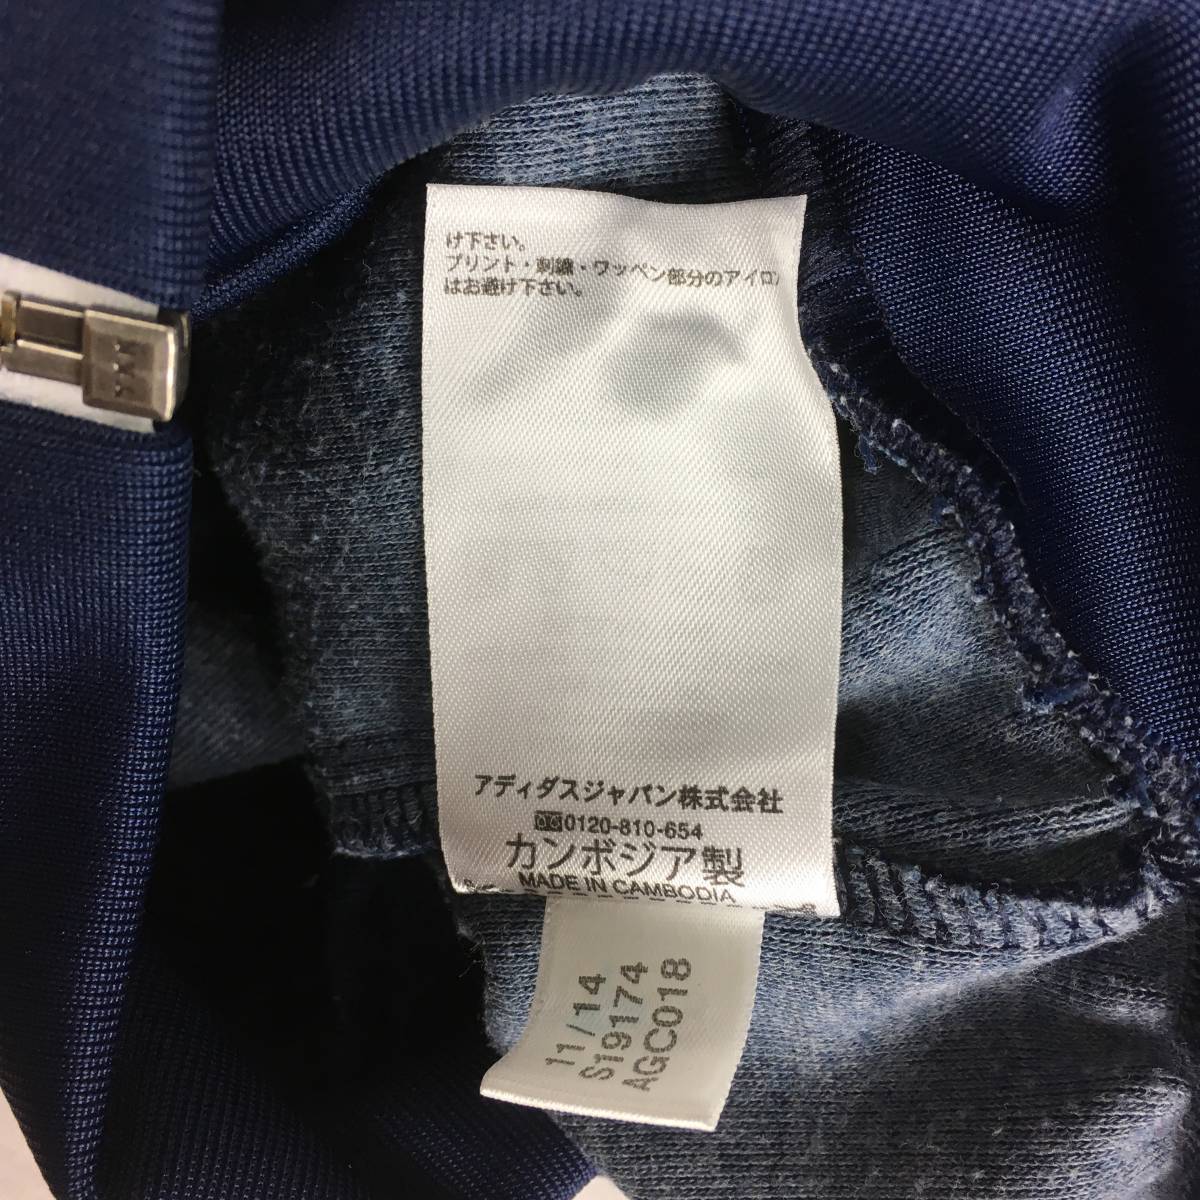 け下さい。
プリント・刺繍・ワッペン部分のアイロン
はお避け下さい。
アディダスジャパン株式会社
0120-810-654
カンボジア製
MADE IN CAMBODIA
11/14
S19174
AGC018